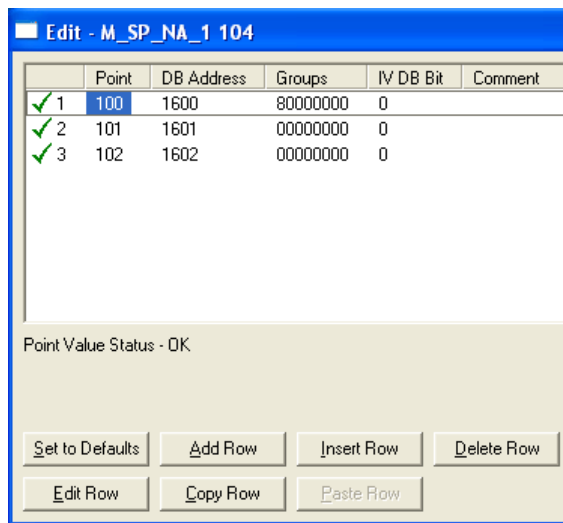 Edit - M_SP_NA_1 104
Point DB Address Groups IV DB Bit Comment
1 100 1600 80000000 0
2 101 1601 00000000 0
3 102 1602 00000000 0
Point Value Status - OK
Set to Defaults Add Row Insert Row Delete Row
Edit Row Copy Row Paste Row